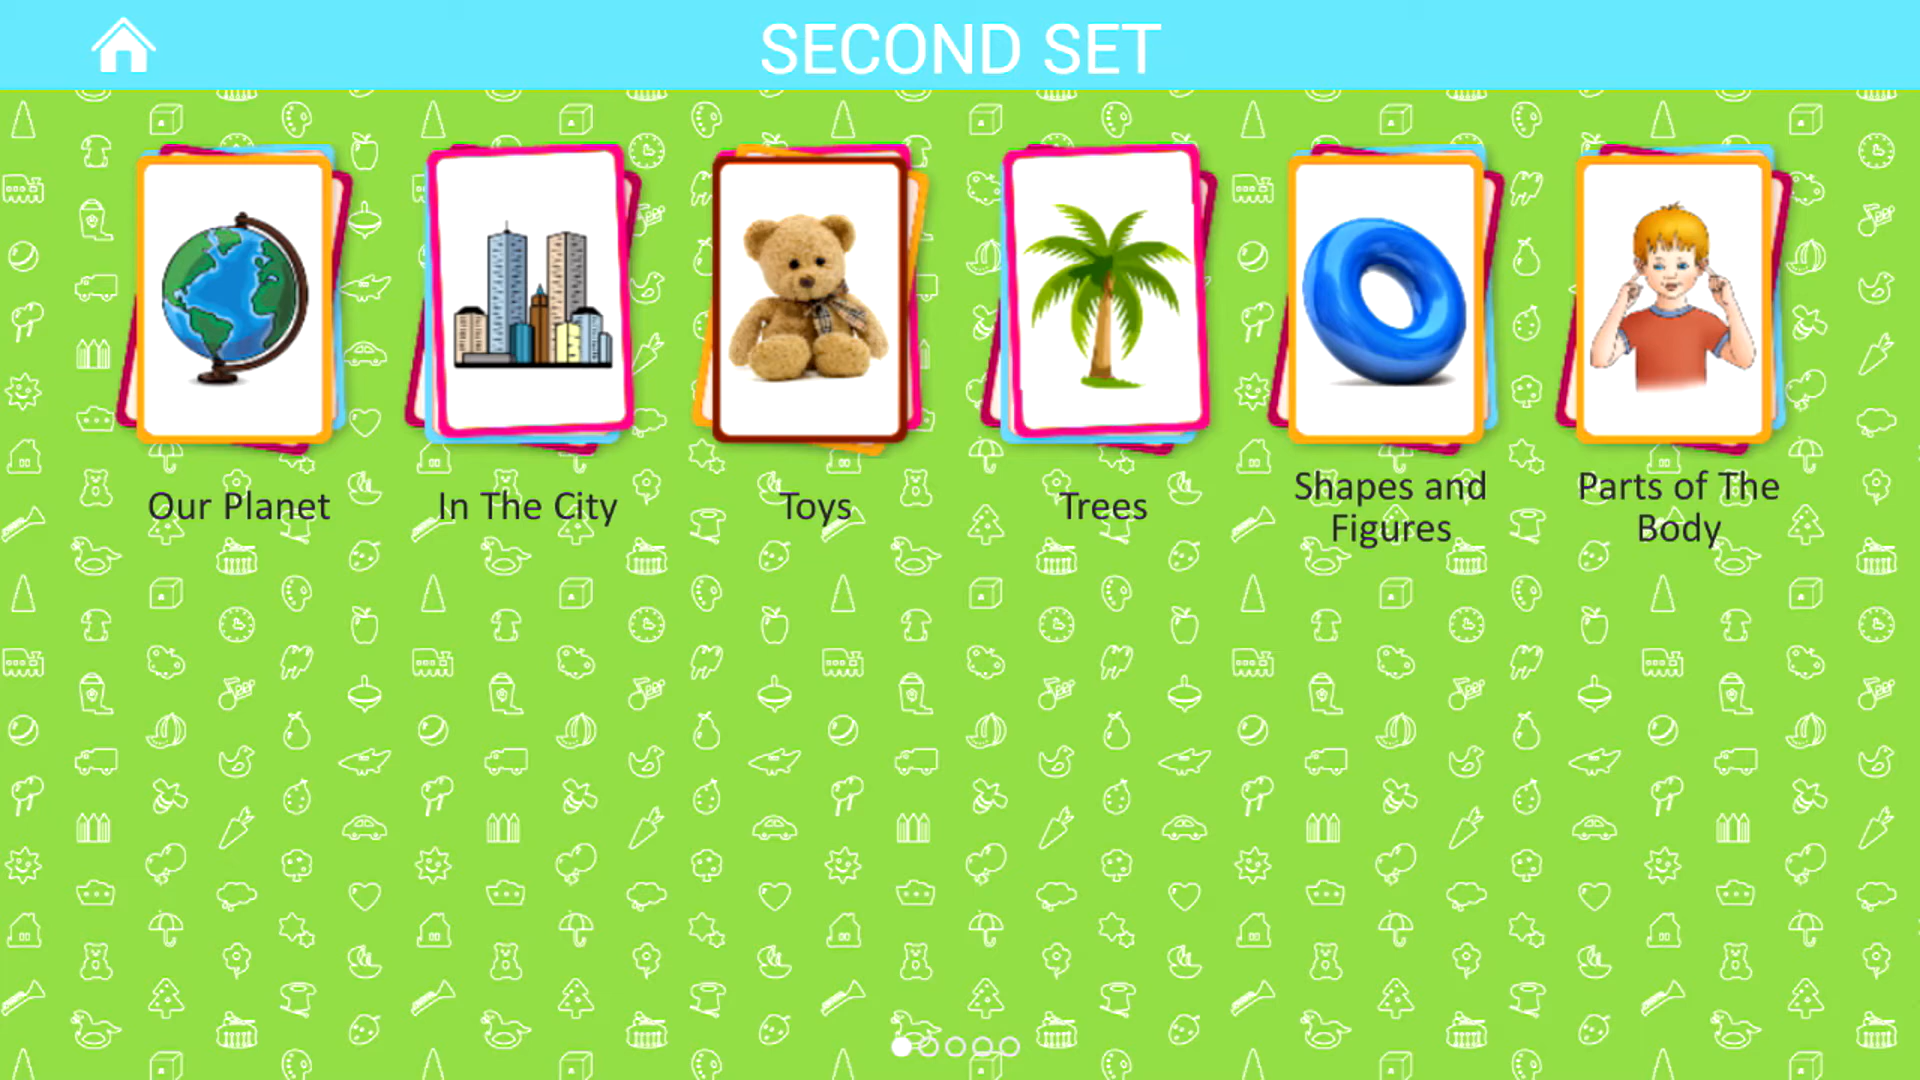 SECOND SET
Our Planet
In The City
Toys
Trees
Shapes and
Figures
Parts of The
Body